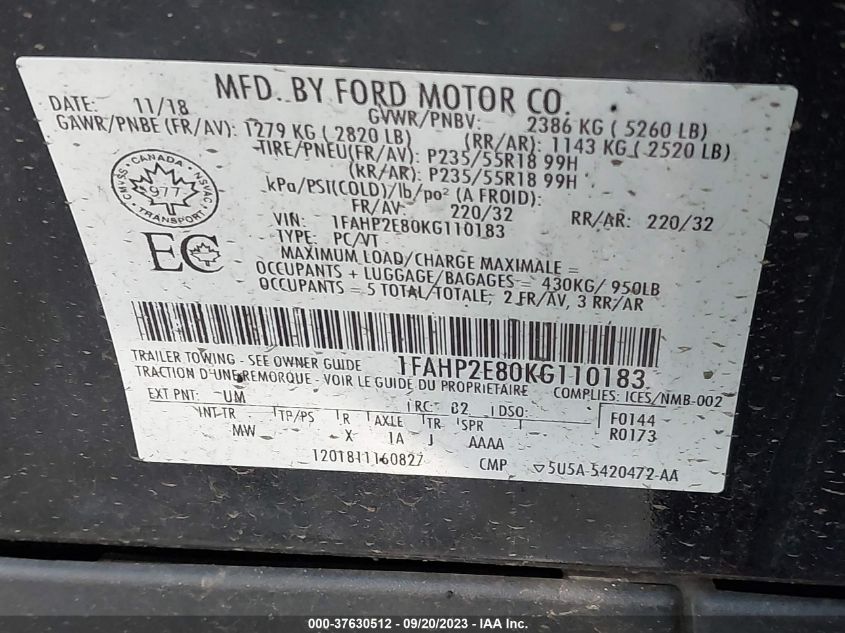 MFD. BY FORD MOTOR CO.
DATE: 11/18 GVWR/PNBV: 2386 KG ( 5260 LB)
GAWR/PNBE (FR/AV): 1279 KG ( 2820 LB) (RR/AR): 1143 KG ( 2520 LB)
TIRE/PNEU(FR/AV): P235/55R18 99H
(RR/AR): P235/55R18 99H
kPa/PSI(COLD)/lb/po² (A FROID):
FR/AV: 220/32 RR/AR: 220/32
VIN: 1FAHP2E80KG110183
TYPE: PC/VT
MAXIMUM LOAD/CHARGE MAXIMALE =
OCCUPANTS + LUGGAGE/BAGAGES = 430KG/ 950LB
OCCUPANTS = 5 TOTAL/TOTALE, 2 FR/AV, 3 RR/AR
CANADA
CMVSS NSVAC
977
TRANSPORT
EC
1FAHP2E80KG110183
TRAILER TOWING - SEE OWNER GUIDE
TRACTION D'UNE REMORQUE - VOIR LE GUIDE DU PROPRIETAIRE
COMPLIES: ICES/NMB-002
EXT PNT: UM RC: 82 DSO: F0144
INT TR TP/PS R AXLE TR SPR R0173
MW X 1A J AAAA
1201811160827 CMP ▽5U5A-5420472-AA
000-37630512 - 09/20/2023 - IAA Inc.